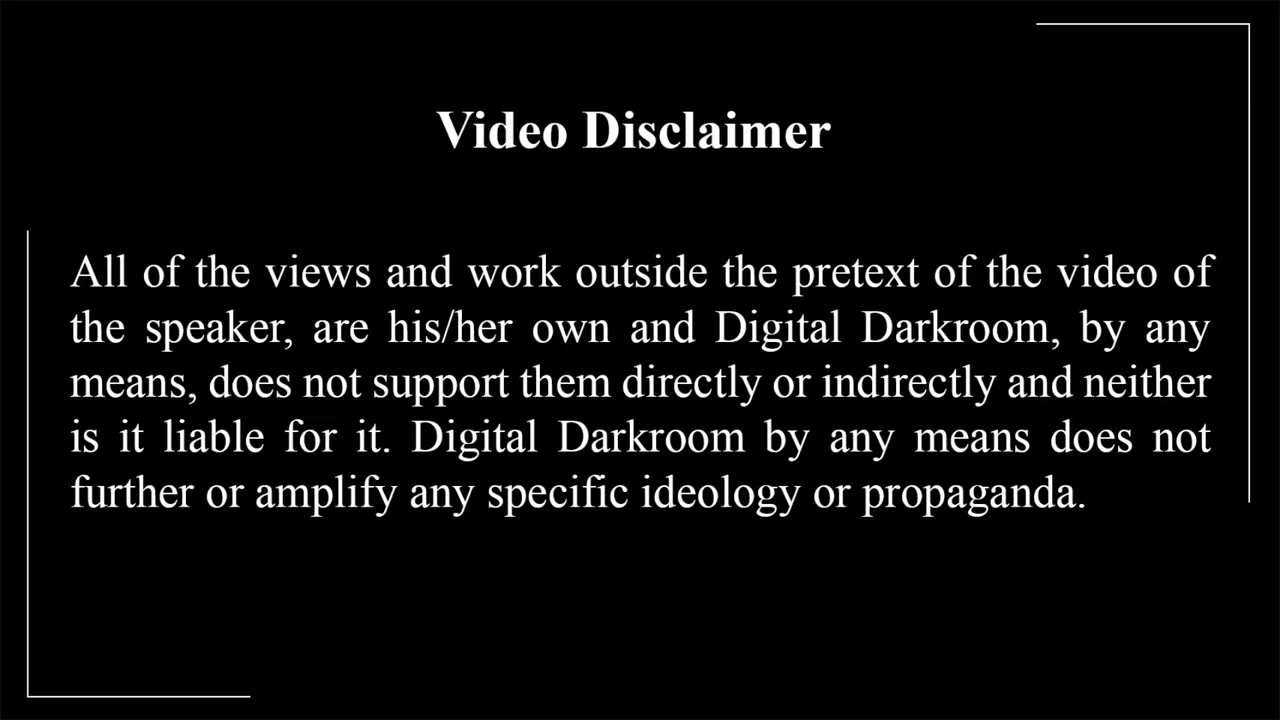 Video Disclaimer
All of the views and work outside the pretext of the video of
the speaker, are his/her own and Digital Darkroom, by any
means, does not support them directly or indirectly and neither
is it liable for it. Digital Darkroom by any means does not
further or amplify any specific ideology or propaganda.